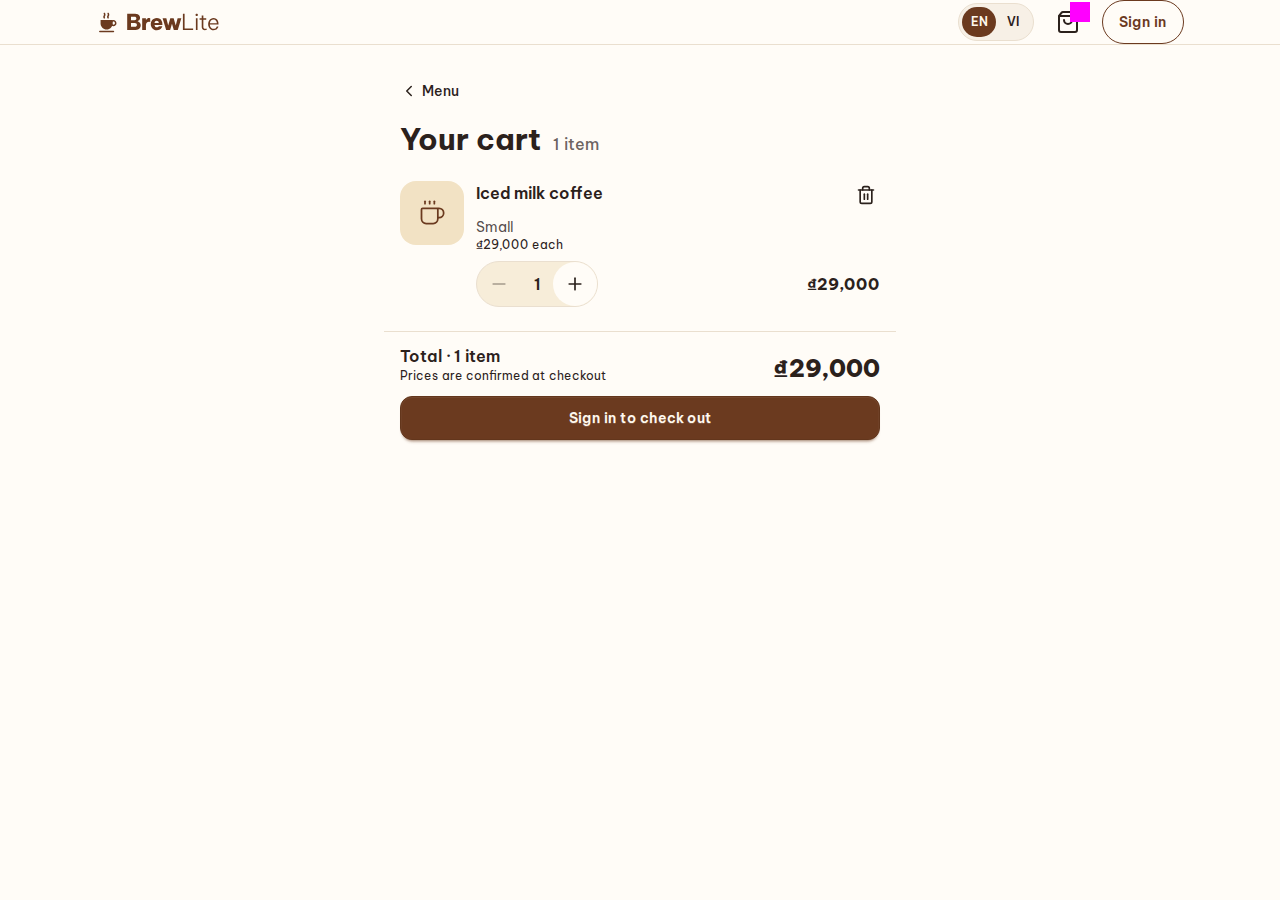 BrewLite
EN VI
Sign in
Menu
Your cart 1 item
Iced milk coffee
Small
₫29,000 each
1
₫29,000
Total · 1 item
Prices are confirmed at checkout
₫29,000
Sign in to check out